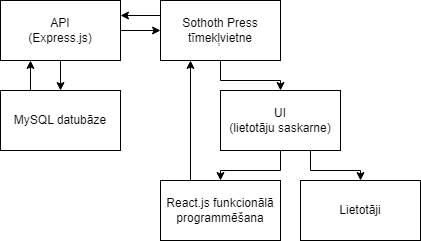 API
(Express.js)
Sothoth Press
tīmekļvietne
MySQL datubāze
UI
(lietotāju saskarne)
React.js funkcionālā
programmēšana
Lietotāji